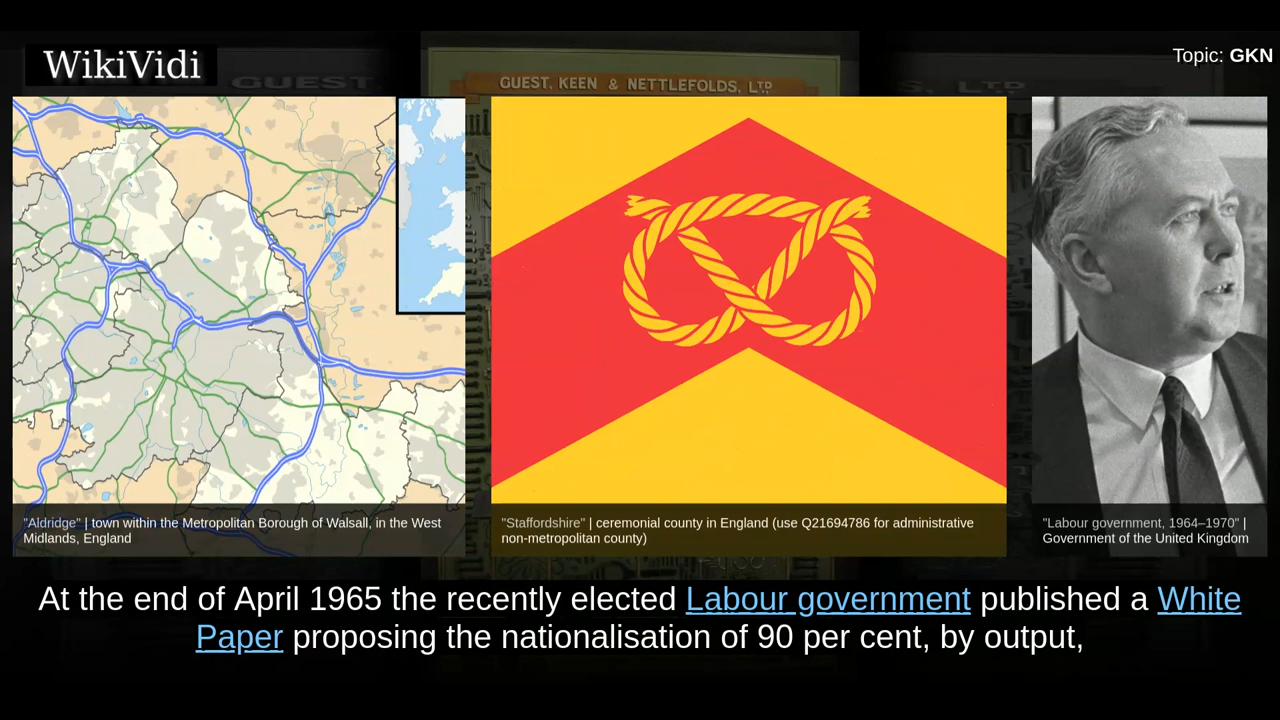 WikiVidi
Topic: GKN
GUEST
GUEST, KEEN & NETTLEFOLDS, LTD
S, LTD
"Aldridge" | town within the Metropolitan Borough of Walsall, in the West
Midlands, England
"Staffordshire" | ceremonial county in England (use Q21694786 for administrative
non-metropolitan county)
"Labour government, 1964–1970" |
Government of the United Kingdom
At the end of April 1965 the recently elected Labour government published a White
Paper proposing the nationalisation of 90 per cent, by output,